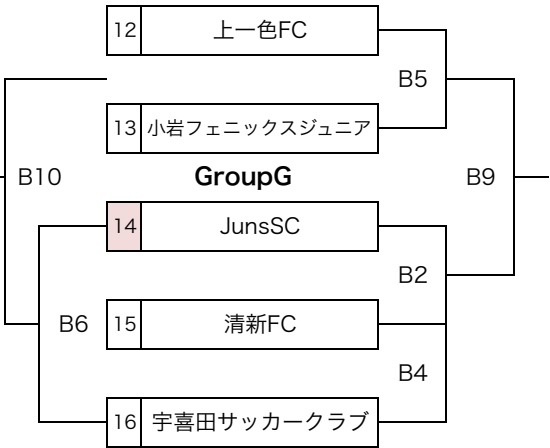 12 上一色FC
B5
13 小岩フェニックスジュニア
B10 GroupG B9
14 JunsSC
B2
15 清新FC
B6
B4
16 宇喜田サッカークラブ